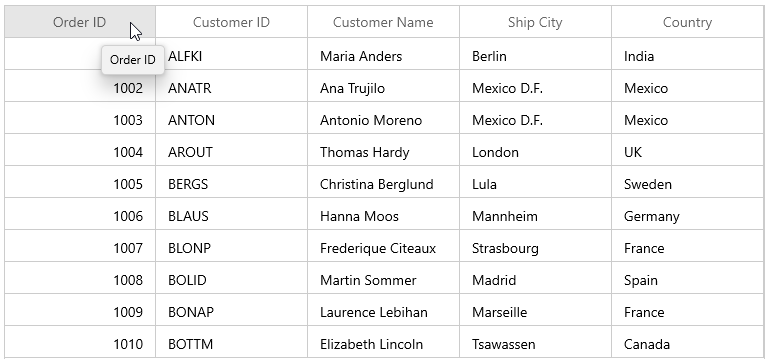 Order ID Customer ID Customer Name Ship City Country
Order ID
ALFKI Maria Anders Berlin India
1002 ANATR Ana Trujilo Mexico D.F. Mexico
1003 ANTON Antonio Moreno Mexico D.F. Mexico
1004 AROUT Thomas Hardy London UK
1005 BERGS Christina Berglund Lula Sweden
1006 BLAUS Hanna Moos Mannheim Germany
1007 BLONP Frederique Citeaux Strasbourg France
1008 BOLID Martin Sommer Madrid Spain
1009 BONAP Laurence Lebihan Marseille France
1010 BOTTM Elizabeth Lincoln Tsawassen Canada